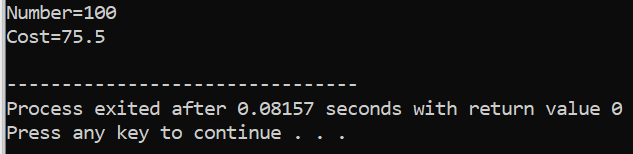 Number=100
Cost=75.5
--------------------------------
Process exited after 0.08157 seconds with return value 0
Press any key to continue . . .